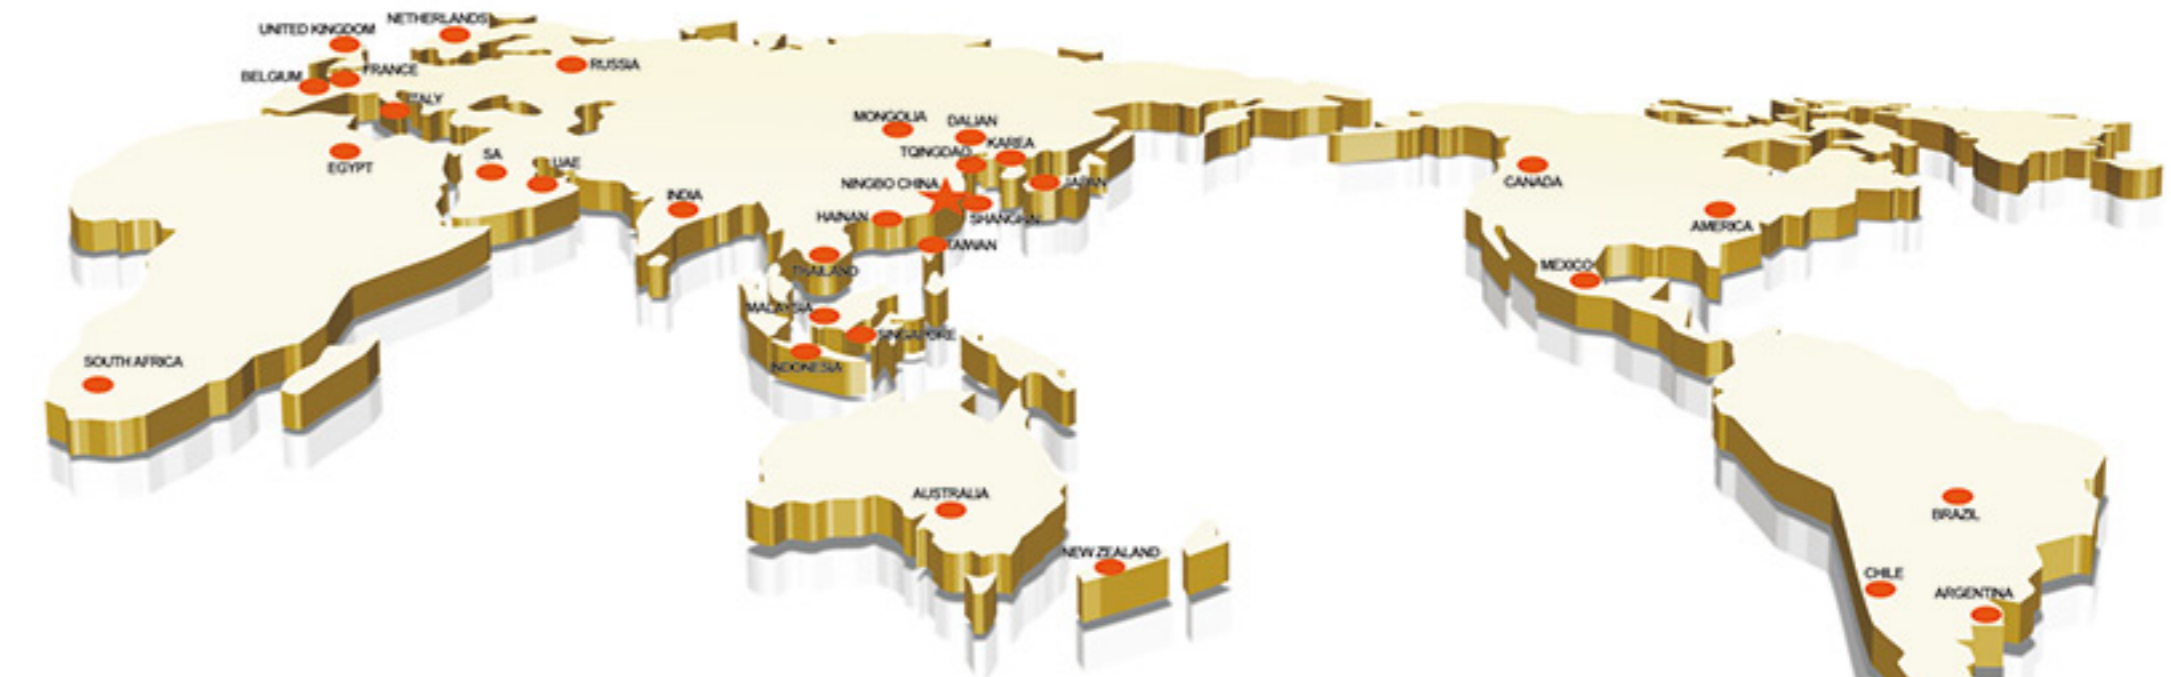 NETHERLANDS
UNITED KINGDOM
RUSSIA
FRANCE
BELGIUM
ITALY
MONGOLIA
DALIAN
KAREA
TQINGDAO
SA
UAE
EGYPT
NINGBO CHINA
JAPAN
CANADA
INDIA
HAINAN
SHANGHAI
AMERICA
TAIWAN
MEXICO
THAILAND
MALAYSIA
SINGAPORE
SOUTH AFRICA
INDONESIA
AUSTRALIA
BRAZIL
NEW ZEALAND
CHILE
ARGENTINA